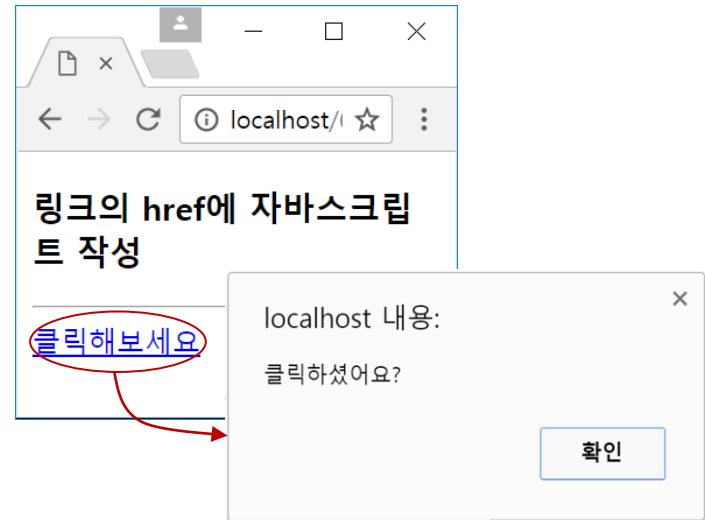 localhost/
링크의 href에 자바스크립
트 작성
클릭해보세요
localhost 내용:
클릭하셨어요?
확인